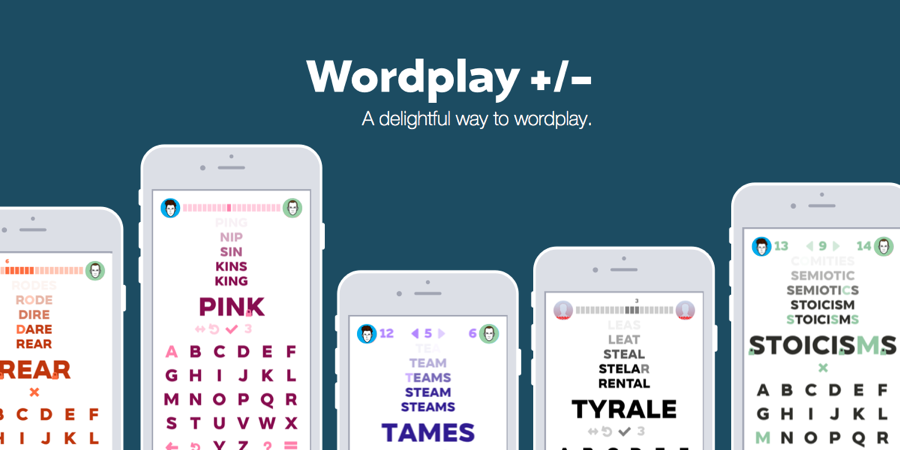 Wordplay +/–
A delightful way to wordplay.
6
RODES
RODE
DIRE
DARE
REAR
REAR
B C D E F
H I J K L
PING
NIP
SIN
KINS
KING
PINK
3
A B C D E F
G H I J K L
M N O P Q R
S T U V W X
Y Z ?
12 5 6
TEA
TEAM
TEAMS
STEAM
STEAMS
TAMES
3
LEAS
LEAT
STEAL
STELAR
RENTAL
TYRALE
3
13 9 14
COMITIES
SEMIOTIC
SEMIOTICS
STOICISM
STOICISMS
STOICISMS
A B C D E F
G H I J K L
M N O P Q R